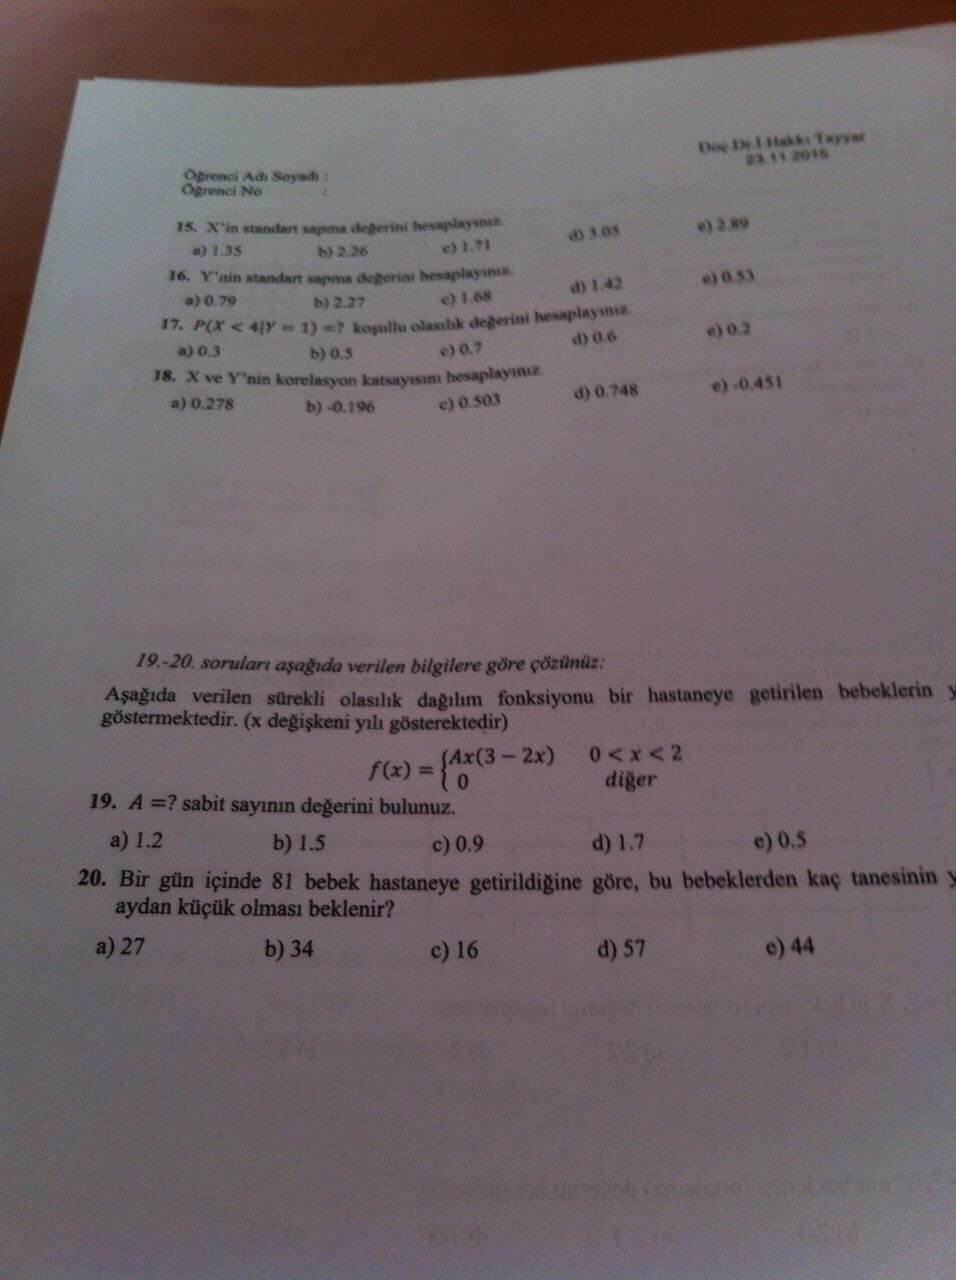 Doç.Dr.İ.Hakkı Tayyar
23.11.2015
Öğrenci Adı Soyadı :
Öğrenci No :
15. X'in standart sapma değerini hesaplayınız.
a) 1.35 b) 2.26 c) 1.71 d) 3.05 e) 2.89
16. Y'nin standart sapma değerini hesaplayınız.
a) 0.79 b) 2.27 c) 1.68 d) 1.42 e) 0.53
17. P(X < 4|Y = 1) =? koşullu olasılık değerini hesaplayınız.
a) 0.3 b) 0.5 c) 0.7 d) 0.6 e) 0.2
18. X ve Y'nin korelasyon katsayısını hesaplayınız.
a) 0.278 b) -0.196 c) 0.503 d) 0.748 e) -0.451
19.-20. soruları aşağıda verilen bilgilere göre çözünüz:
Aşağıda verilen sürekli olasılık dağılım fonksiyonu bir hastaneye getirilen bebeklerin
göstermektedir. (x değişkeni yılı gösterektedir)
f(x) = { Ax(3 − 2x) 0 < x < 2
0 diğer
19. A =? sabit sayının değerini bulunuz.
a) 1.2 b) 1.5 c) 0.9 d) 1.7 e) 0.5
20. Bir gün içinde 81 bebek hastaneye getirildiğine göre, bu bebeklerden kaç tanesinin
aydan küçük olması beklenir?
a) 27 b) 34 c) 16 d) 57 e) 44